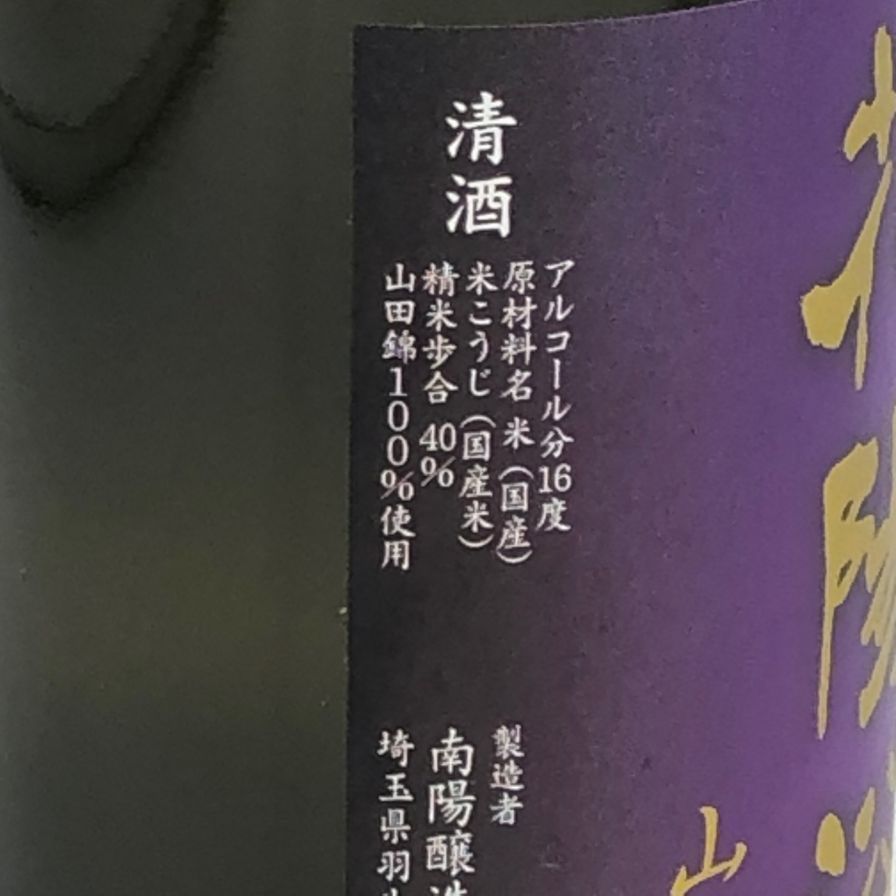 陽
山
清酒
アルコール分16度
原材料名 米（国産）
米こうじ（国産米）
精米歩合 40%
山田錦100%使用
製造者
南陽醸造
埼玉県羽